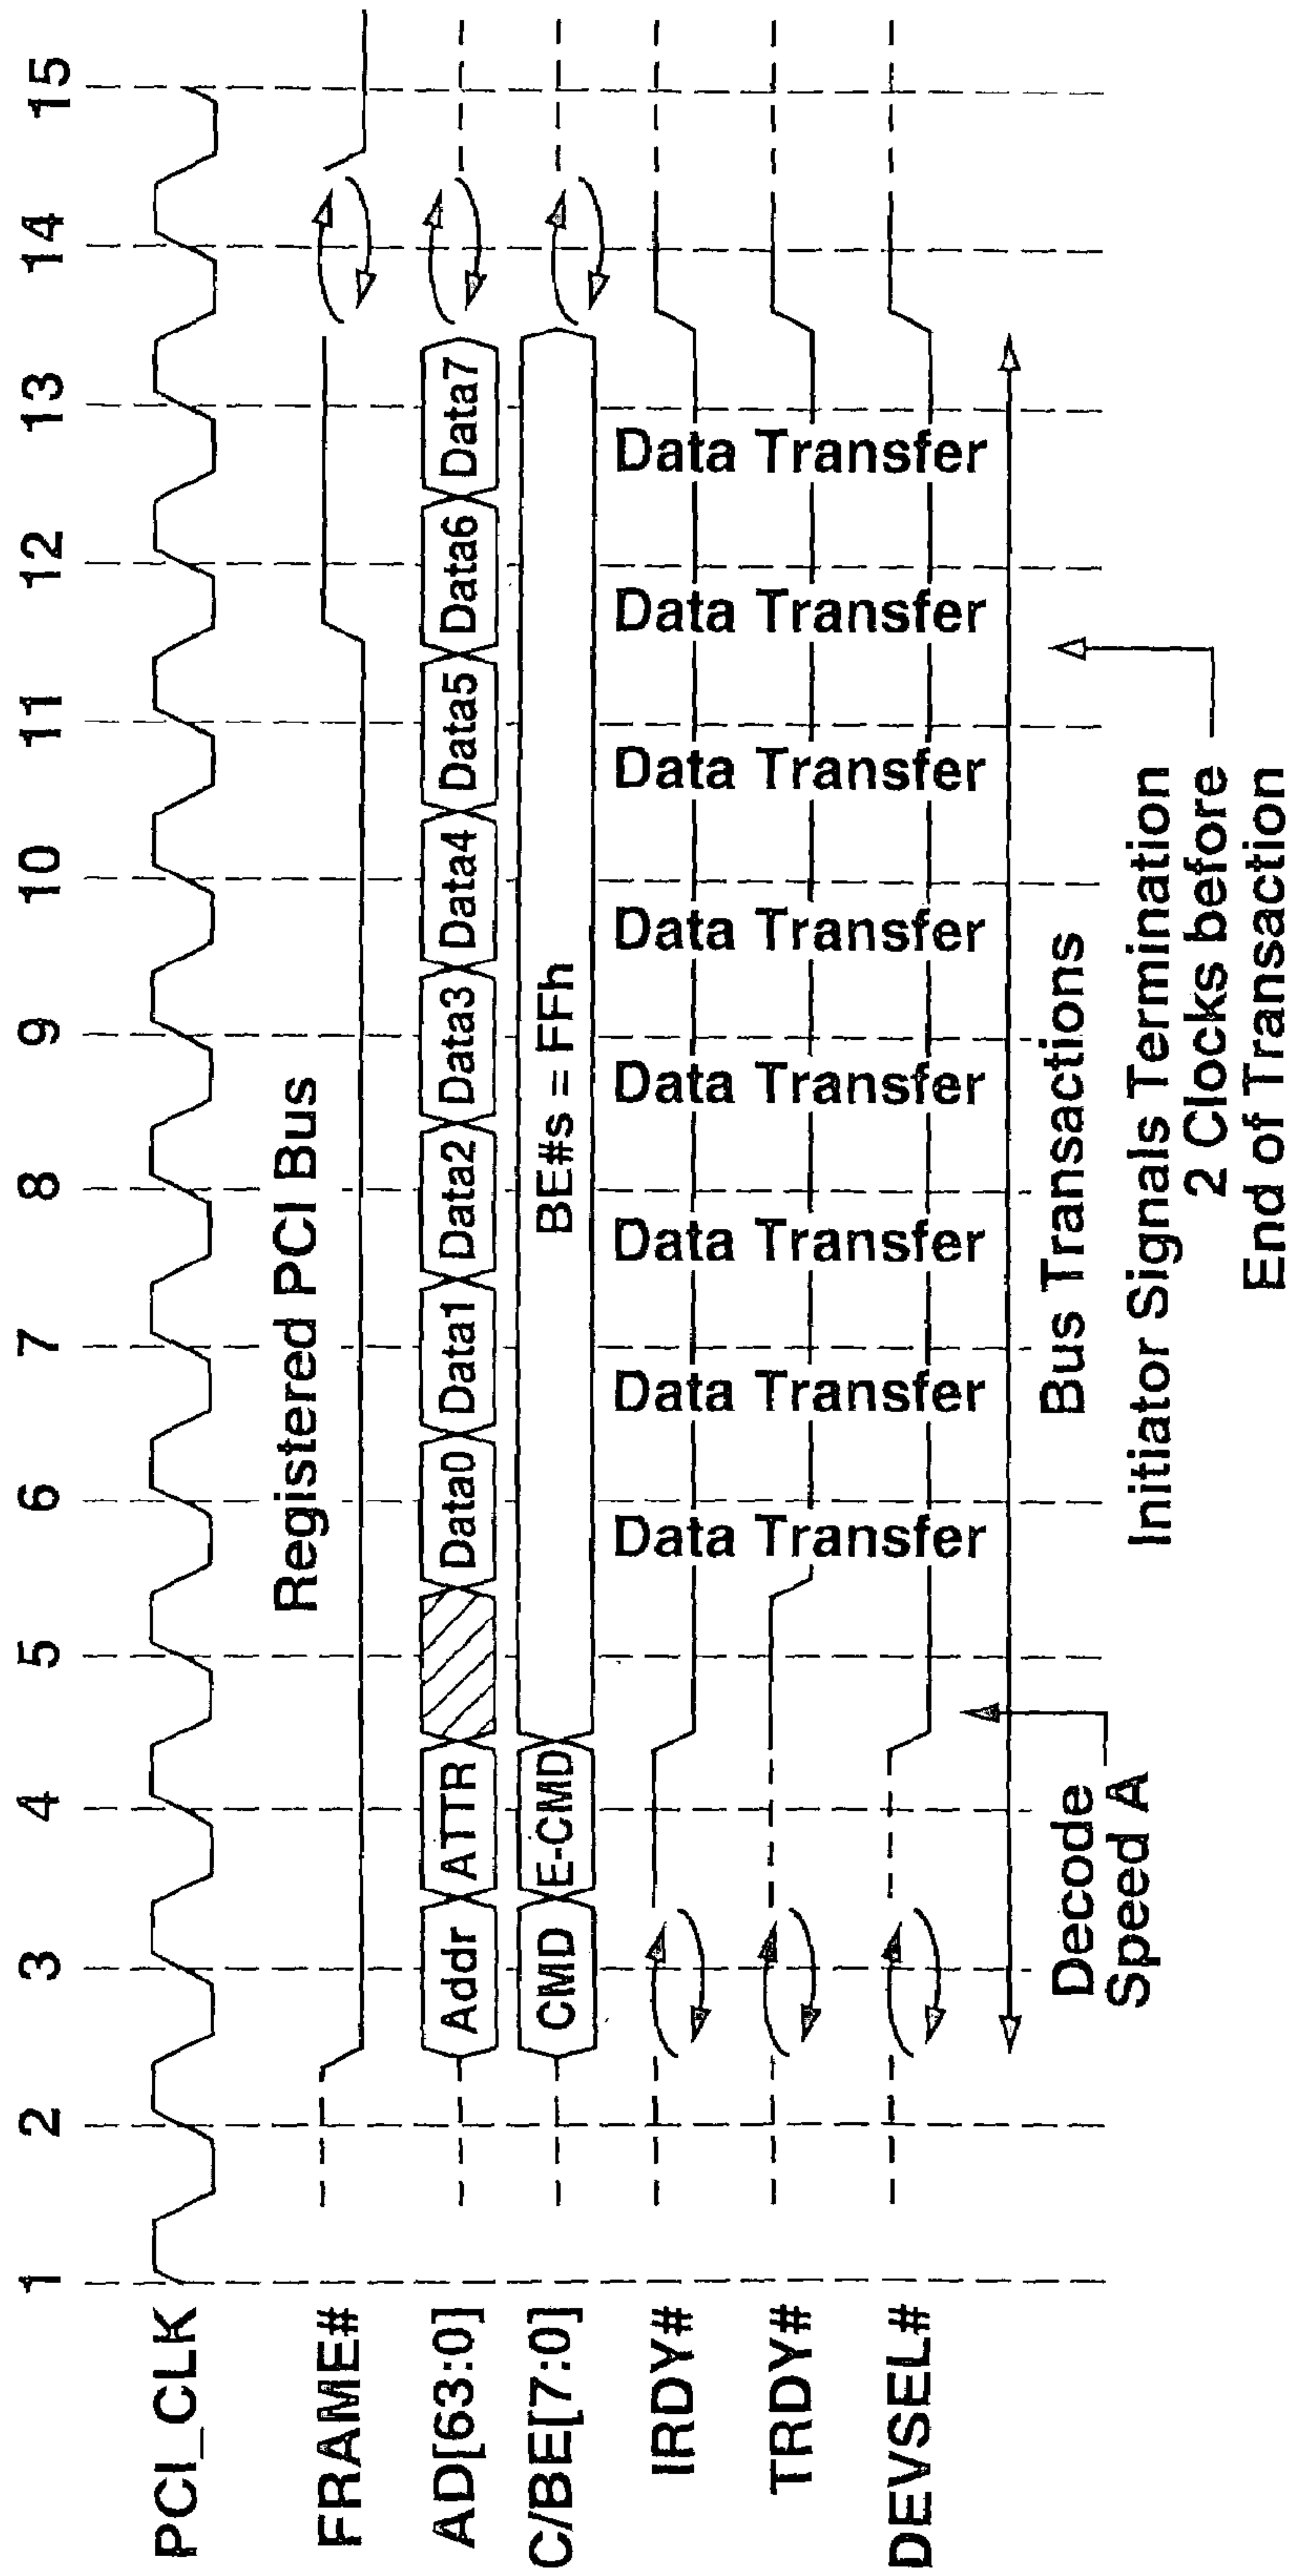 1 2 3 4 5 6 7 8 9 10 11 12 13 14 15
PCI_CLK
Registered PCI Bus
FRAME#
AD[63:0] Addr ATTR Data0 Data1 Data2 Data3 Data4 Data5 Data6 Data7
C/BE[7:0] CMD E-CMD BE#s = FFh
IRDY#
TRDY#
DEVSEL#
Data Transfer Data Transfer Data Transfer Data Transfer Data Transfer Data Transfer Data Transfer Data Transfer
Decode
Speed A
Bus Transactions
Initiator Signals Termination
2 Clocks before
End of Transaction